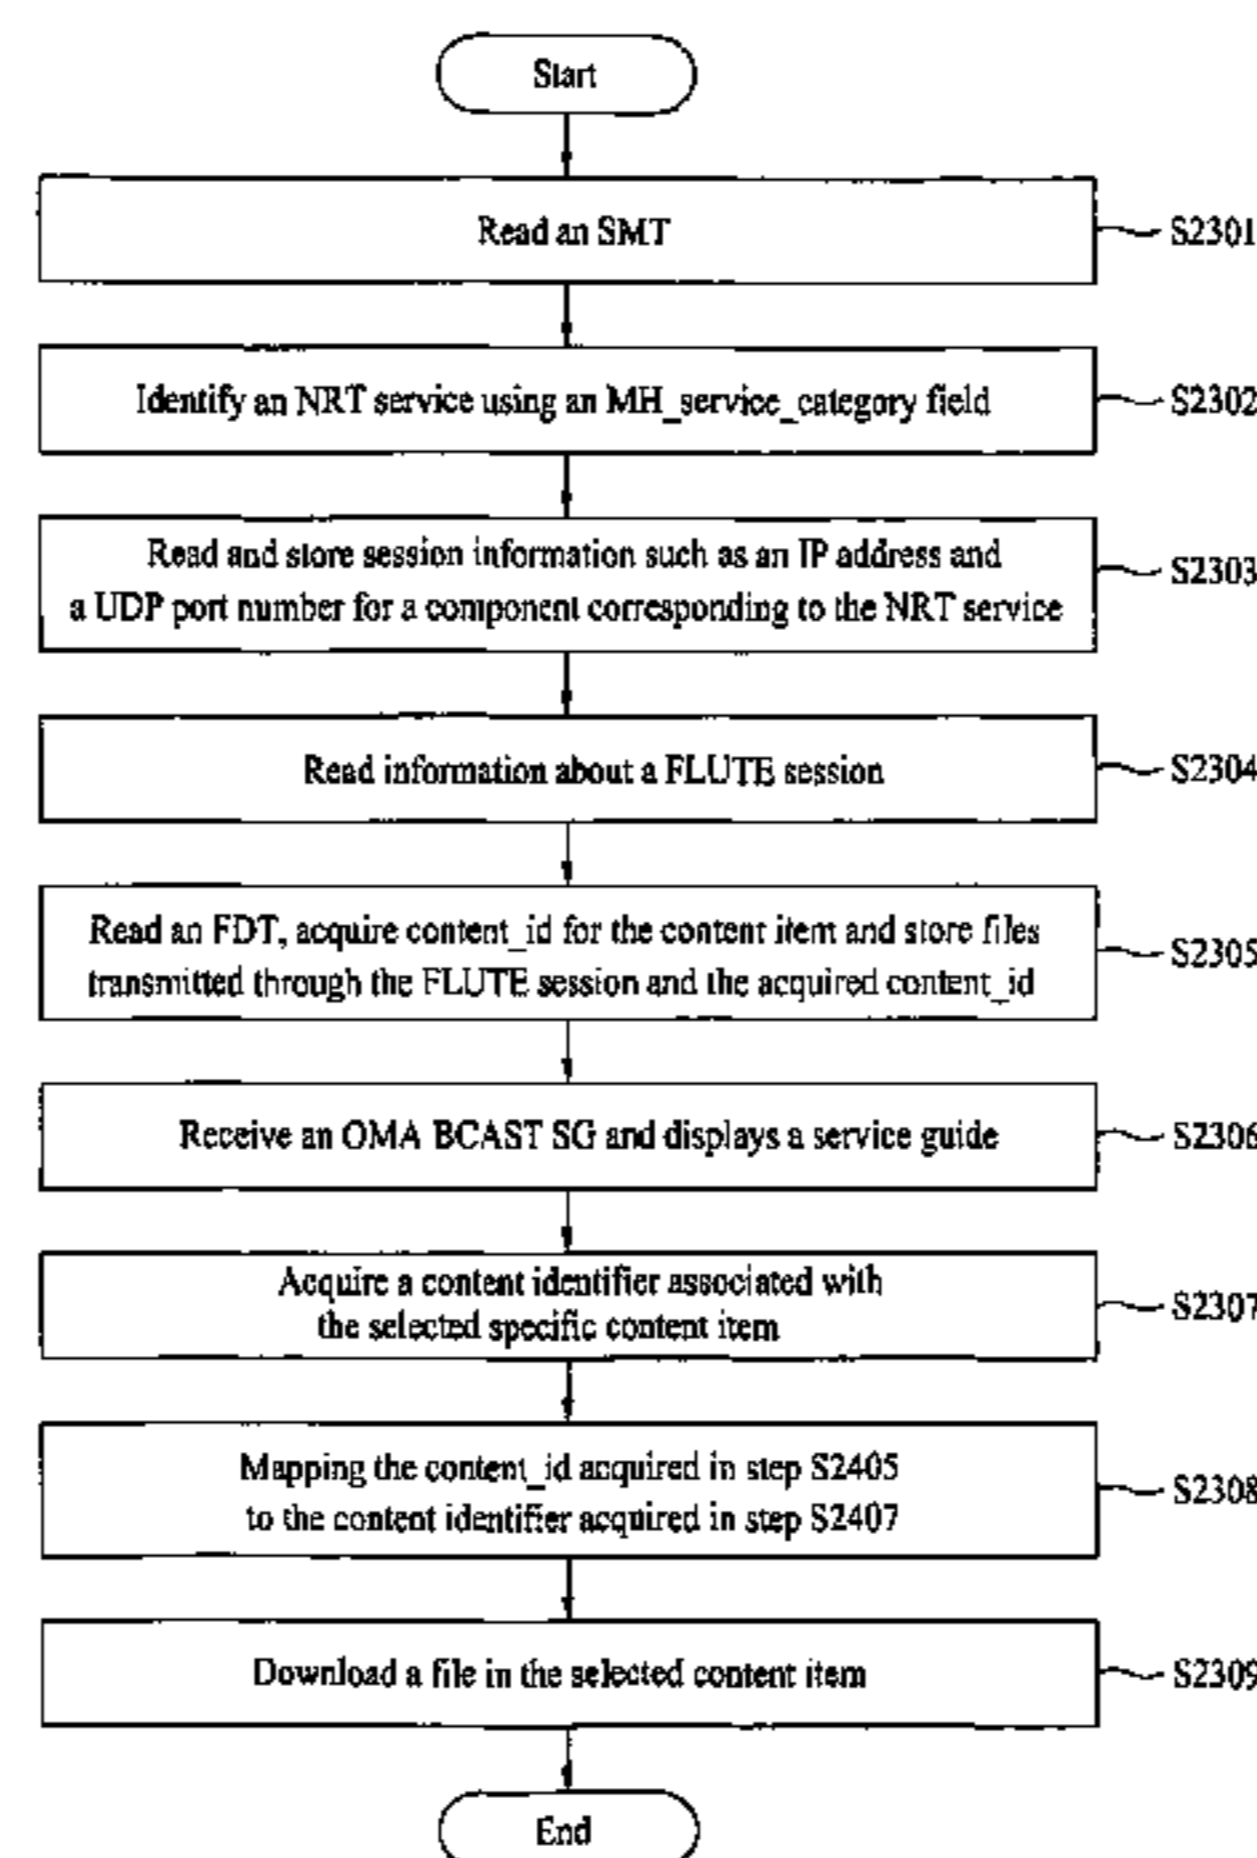 Start
Read an SMT
S2301
Identify an NRT service using an MH_service_category field
S2302
Read and store session information such as an IP address and
a UDP port number for a component corresponding to the NRT service
S2303
Read information about a FLUTE session
S2304
Read an FDT, acquire content_id for the content item and store files
transmitted through the FLUTE session and the acquired content_id
S2305
Receive an OMA BCAST SG and displays a service guide
S2306
Acquire a content identifier associated with
the selected specific content item
S2307
Mapping the content_id acquired in step S2405
to the content identifier acquired in step S2407
S2308
Download a file in the selected content item
S2309
End